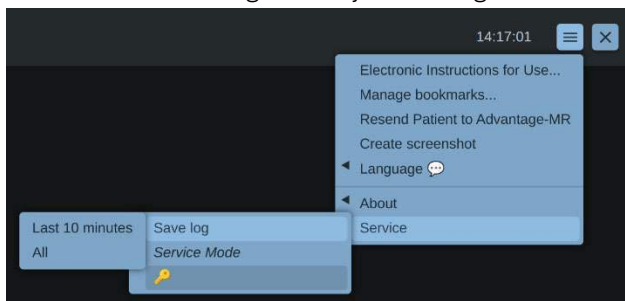 14:17:01
Electronic Instructions for Use...
Manage bookmarks...
Resend Patient to Advantage-MR
Create screenshot
Language
About
Service
Save log
Service Mode
Last 10 minutes
All